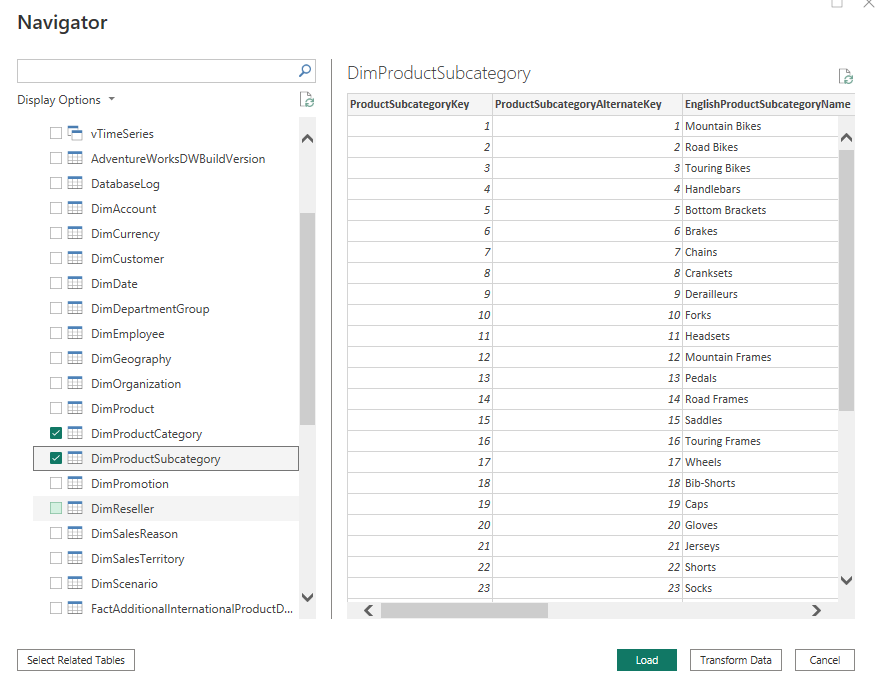 Navigator
Display Options
vTimeSeries
AdventureWorksDWBuildVersion
DatabaseLog
DimAccount
DimCurrency
DimCustomer
DimDate
DimDepartmentGroup
DimEmployee
DimGeography
DimOrganization
DimProduct
DimProductCategory
DimProductSubcategory
DimPromotion
DimReseller
DimSalesReason
DimSalesTerritory
DimScenario
FactAdditionalInternationalProductD...
DimProductSubcategory
ProductSubcategoryKey ProductSubcategoryAlternateKey EnglishProductSubcategoryName
1 1 Mountain Bikes
2 2 Road Bikes
3 3 Touring Bikes
4 4 Handlebars
5 5 Bottom Brackets
6 6 Brakes
7 7 Chains
8 8 Cranksets
9 9 Derailleurs
10 10 Forks
11 11 Headsets
12 12 Mountain Frames
13 13 Pedals
14 14 Road Frames
15 15 Saddles
16 16 Touring Frames
17 17 Wheels
18 18 Bib-Shorts
19 19 Caps
20 20 Gloves
21 21 Jerseys
22 22 Shorts
23 23 Socks
Select Related Tables Load Transform Data Cancel